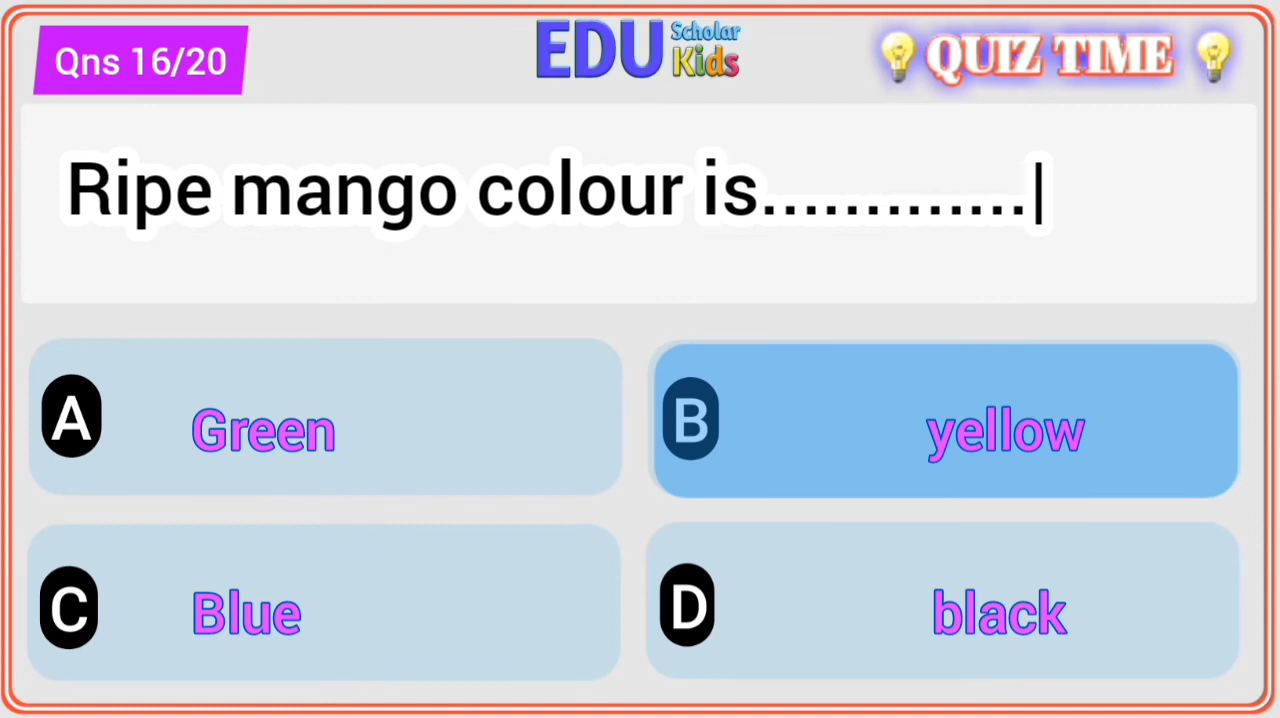 Qns 16/20
EDU Scholar Kids
QUIZ TIME
Ripe mango colour is.............|
A Green
B yellow
C Blue
D black